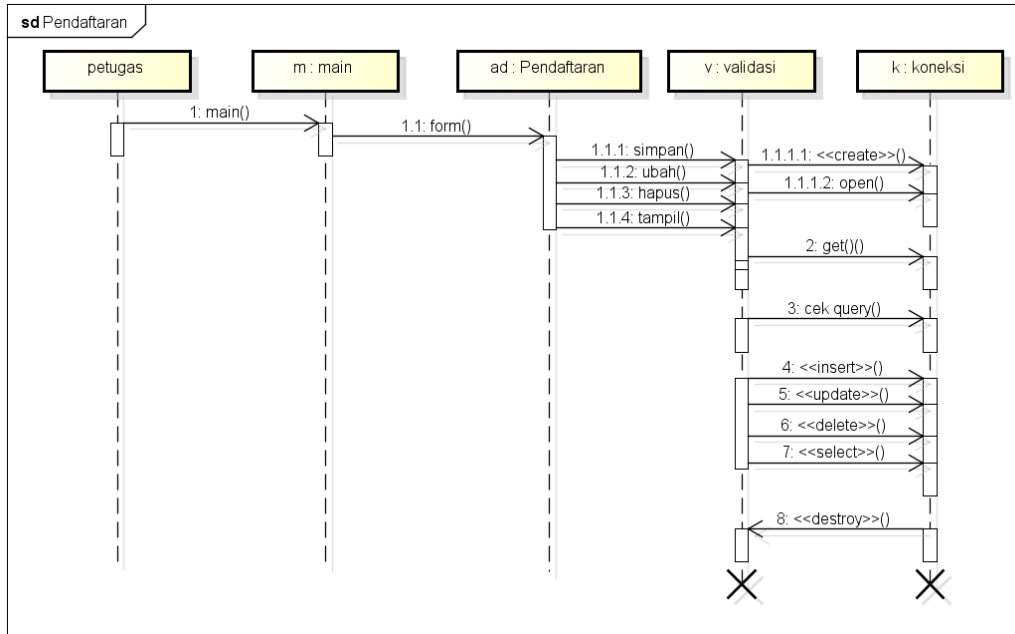 sd Pendaftaran
petugas
m : main
ad : Pendaftaran
v : validasi
k : koneksi
1: main()
1.1: form()
1.1.1: simpan()
1.1.1.1: <<create>>()
1.1.2: ubah()
1.1.1.2: open()
1.1.3: hapus()
1.1.4: tampil()
2: get()()
3: cek query()
4: <<insert>>()
5: <<update>>()
6: <<delete>>()
7: <<select>>()
8: <<destroy>>()